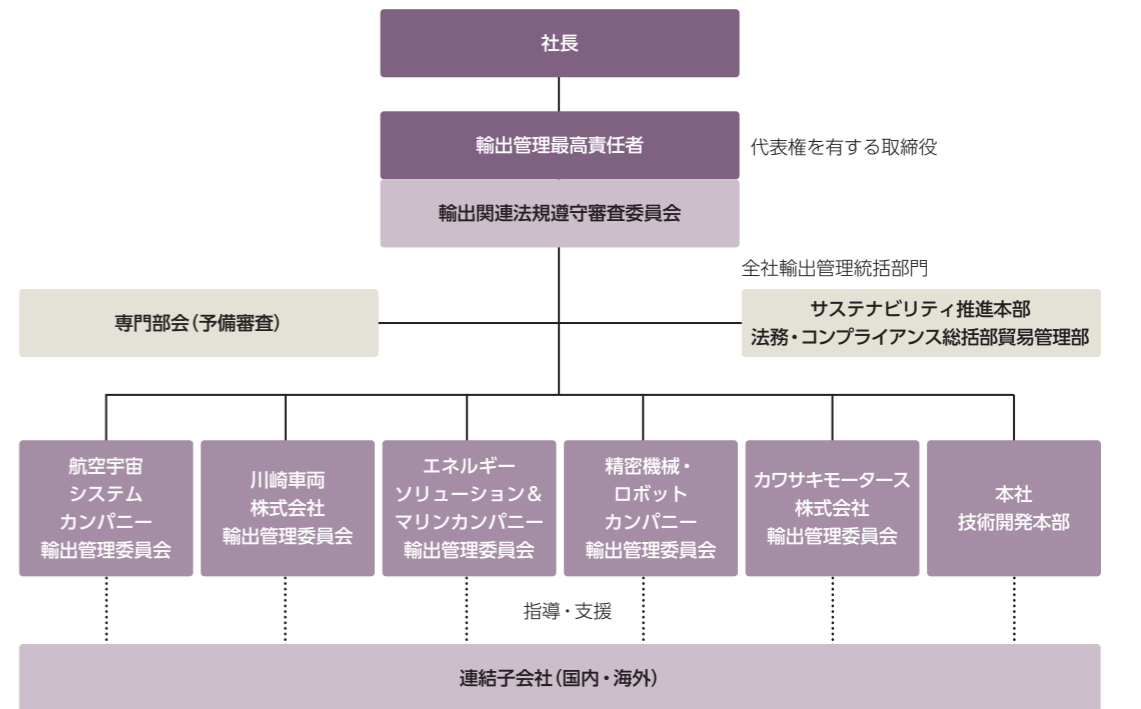 社長
輸出管理最高責任者
代表権を有する取締役
輸出関連法規遵守審査委員会
全社輸出管理統括部門
専門部会(予備審査)
サステナビリティ推進本部
法務・コンプライアンス総括部貿易管理部
航空宇宙
システム
カンパニー
輸出管理委員会
川崎車両
株式会社
輸出管理委員会
エネルギー
ソリューション&
マリンカンパニー
輸出管理委員会
精密機械・
ロボット
カンパニー
輸出管理委員会
カワサキモータース
株式会社
輸出管理委員会
本社
技術開発本部
指導・支援
連結子会社(国内・海外)